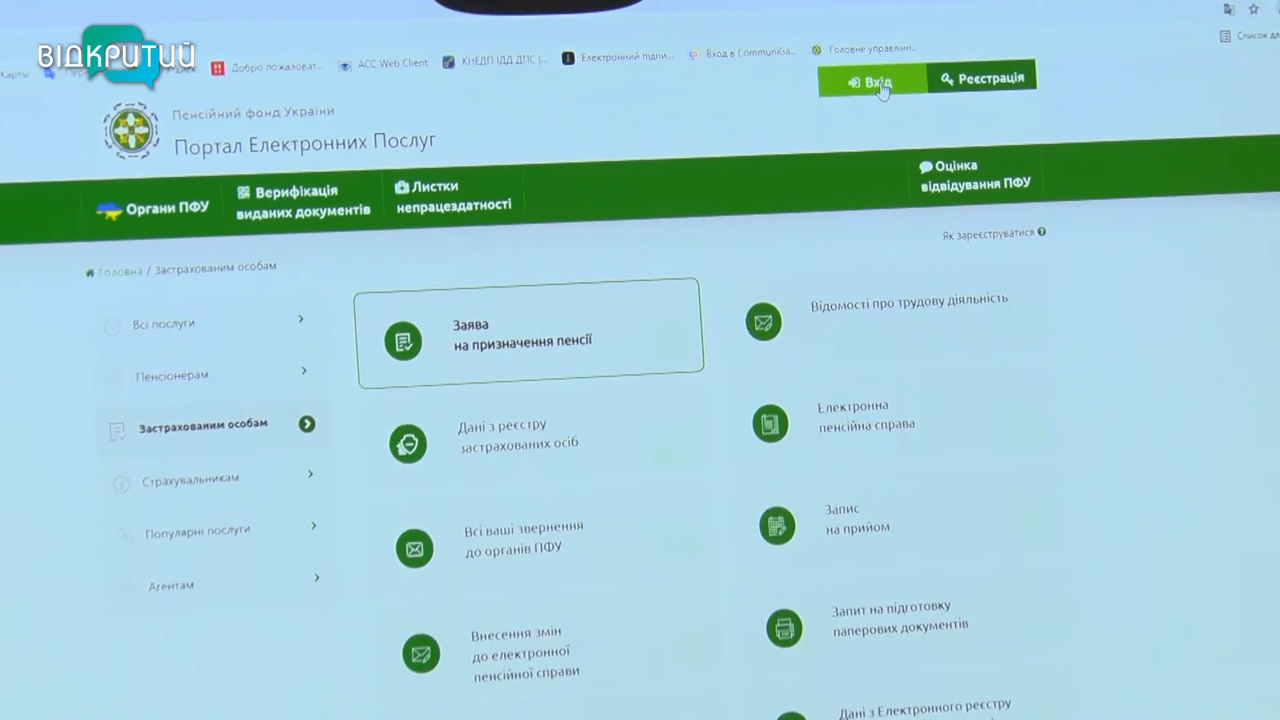 ВІДКРИТИЙ
Карты
Добро пожаловат...
ACC Web Client
КНЕДП ІДД ДПС (...
Електронний підпи...
Вход в CommuniGa...
Головне управлінн...
Вхід
Реєстрація
Пенсійний фонд України
Портал Електронних Послуг
Органи ПФУ
Верифікація
виданих документів
Листки
непрацездатності
Оцінка
відвідування ПФУ
Як зареєструватися
Головна / Застрахованим особам
Всі послуги
Пенсіонерам
Застрахованим особам
Страхувальникам
Популярні послуги
Агентам
Заява
на призначення пенсії
Дані з реєстру
застрахованих осіб
Всі ваші звернення
до органів ПФУ
Внесення змін
до електронної
пенсійної справи
Відомості про трудову діяльність
Електронна
пенсійна справа
Запис
на прийом
Запит на підготовку
паперових документів
Дані з Електронного реєстру